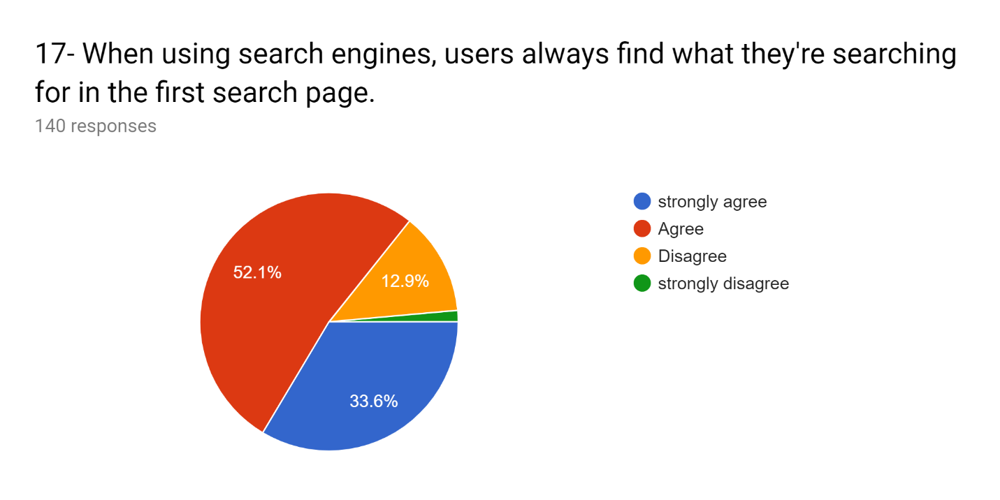 17- When using search engines, users always find what they're searching
for in the first search page.
140 responses
strongly agree
Agree
Disagree
strongly disagree
52.1%
12.9%
33.6%